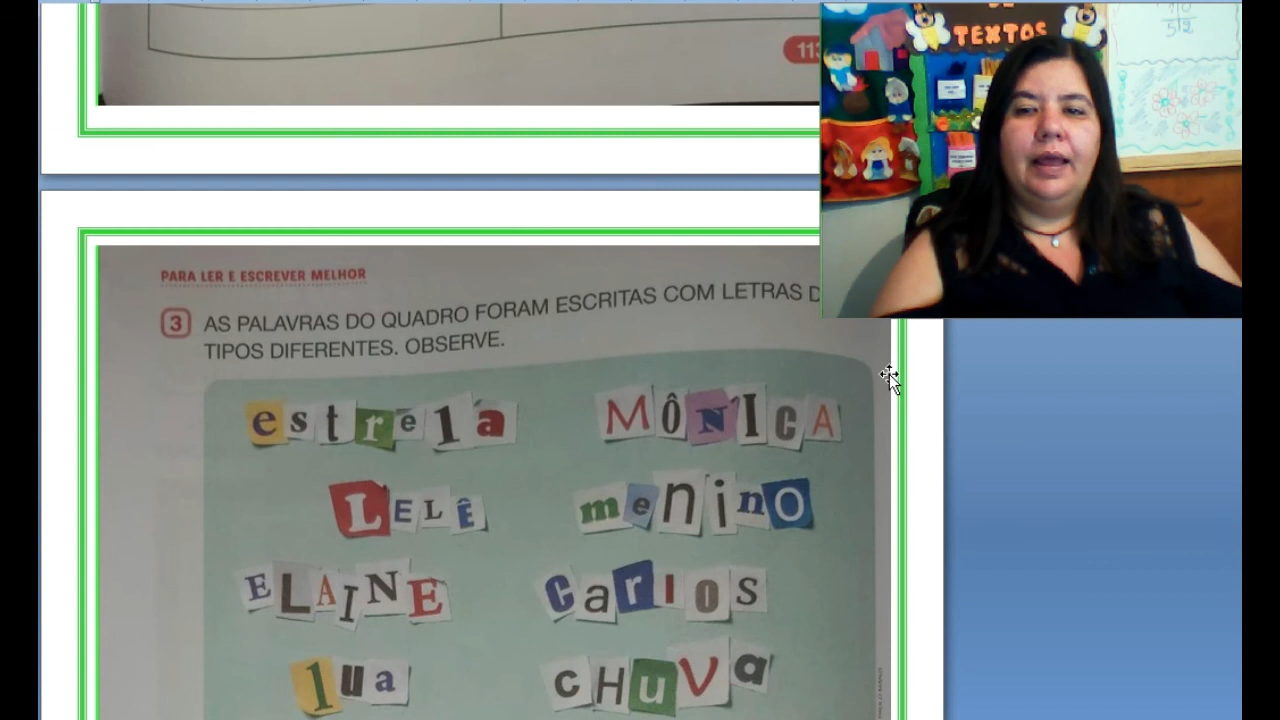 113
TEXTOS
PARA LER E ESCREVER MELHOR
3 AS PALAVRAS DO QUADRO FORAM ESCRITAS COM LETRAS
TIPOS DIFERENTES. OBSERVE.
estrela MÔNICA
LELÊ menino
ELAINE Carlos
lua CHUVa